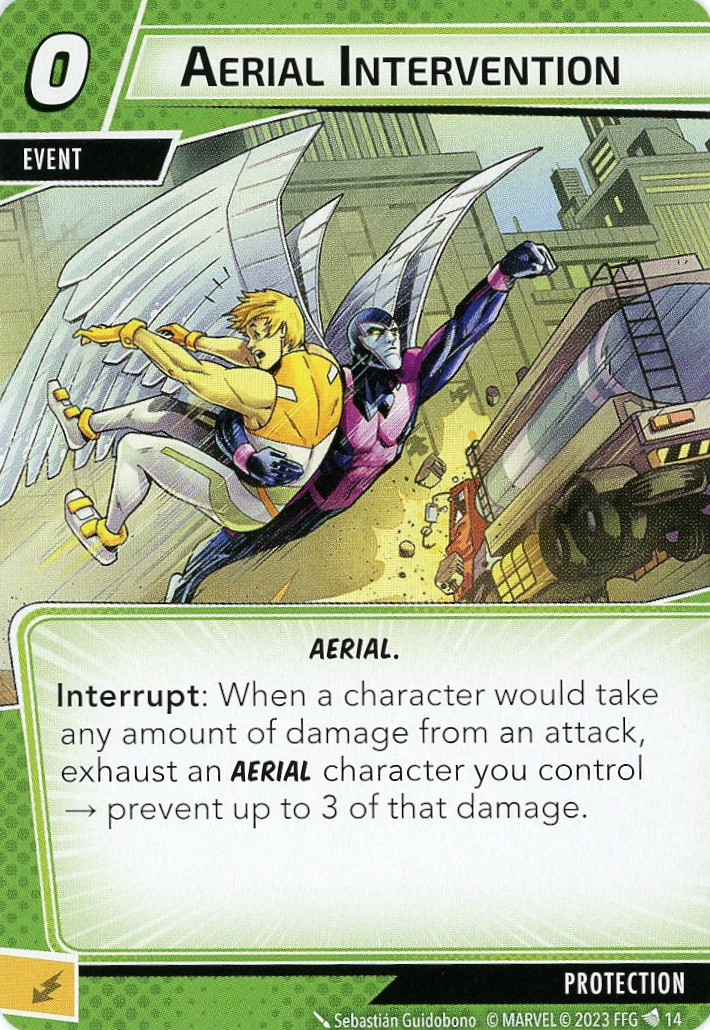 0
AERIAL INTERVENTION
EVENT
AERIAL.
Interrupt: When a character would take
any amount of damage from an attack,
exhaust an AERIAL character you control
→ prevent up to 3 of that damage.
PROTECTION
Sebastián Guidobono © MARVEL © 2023 FFG 14